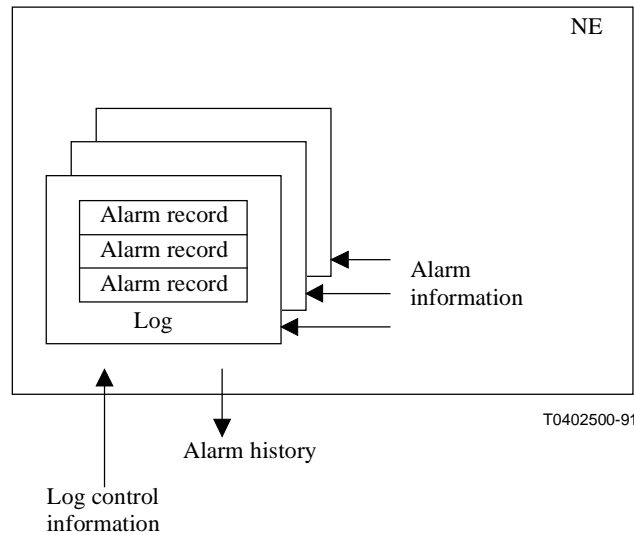 NE
Alarm record
Alarm record
Alarm record
Log
Alarm
information
T0402500-91
Alarm history
Log control
information